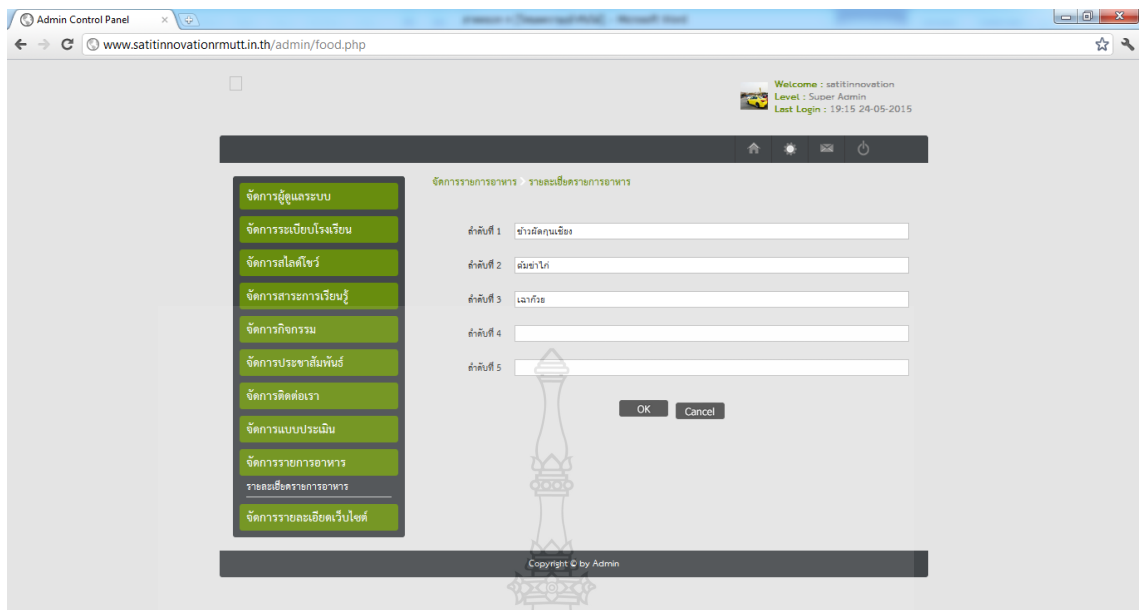 Admin Control Panel
www.satitinnovationrmutt.in.th/admin/food.php
Welcome : satitinnovation
Level : Super Admin
Last Login : 19:15 24-05-2015
จัดการรายการอาหาร > รายละเอียดรายการอาหาร
จัดการผู้ดูแลระบบ
จัดการระเบียบโรงเรียน
จัดการสไลด์โชว์
จัดการสาระการเรียนรู้
จัดการกิจกรรม
จัดการประชาสัมพันธ์
จัดการติดต่อเรา
จัดการแบบประเมิน
จัดการรายการอาหาร
รายละเอียดรายการอาหาร
จัดการรายละเอียดเว็บไซต์
ลำดับที่ 1 ข้าวผัดกุนเชียง
ลำดับที่ 2 ต้มข่าไก่
ลำดับที่ 3 เฉาก๊วย
ลำดับที่ 4
ลำดับที่ 5
OK Cancel
Copyright © by Admin